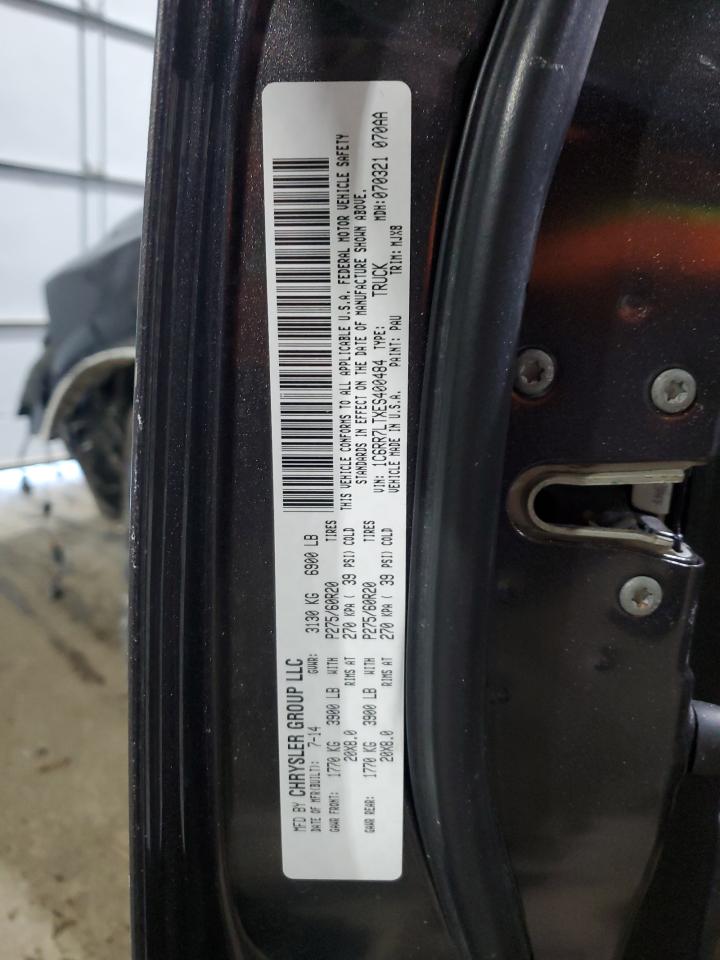 MFD BY CHRYSLER GROUP LLC
DATE OF MFR(BUILT): 7-14 GVWR: 3130 KG 6900 LB
GAWR FRONT: 1770 KG 3900 LB WITH P275/60R20 TIRES
20X8.0 RIMS AT 270 KPA ( 39 PSI) COLD
GAWR REAR: 1770 KG 3900 LB WITH P275/60R20 TIRES
20X8.0 RIMS AT 270 KPA ( 39 PSI) COLD
THIS VEHICLE CONFORMS TO ALL APPLICABLE U.S.A. FEDERAL MOTOR VEHICLE SAFETY
STANDARDS IN EFFECT ON THE DATE OF MANUFACTURE SHOWN ABOVE.
VIN: 1C6RR7LTXES400484 TYPE: TRUCK MDH:070321 070AA
VEHICLE MADE IN U.S.A. PAINT: PAU TRIM: MJX8